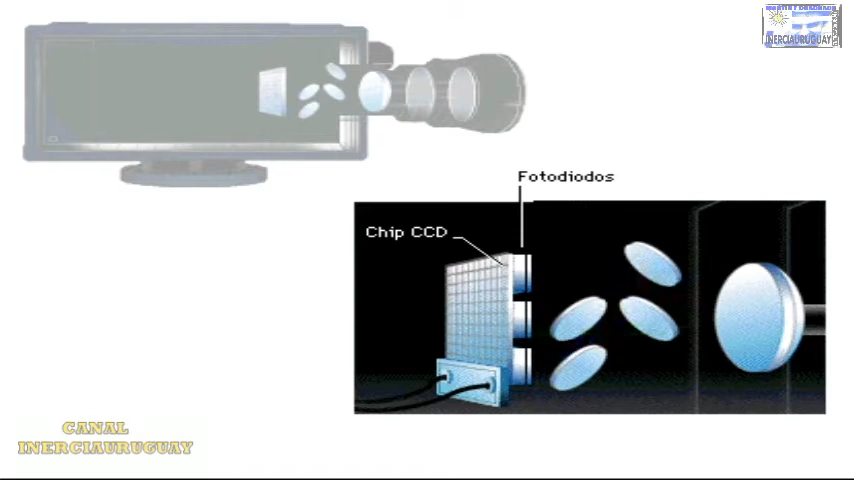 INERCIAURUGUAY
Fotodiodos
Chip CCD
CANAL
INERCIAURUGUAY